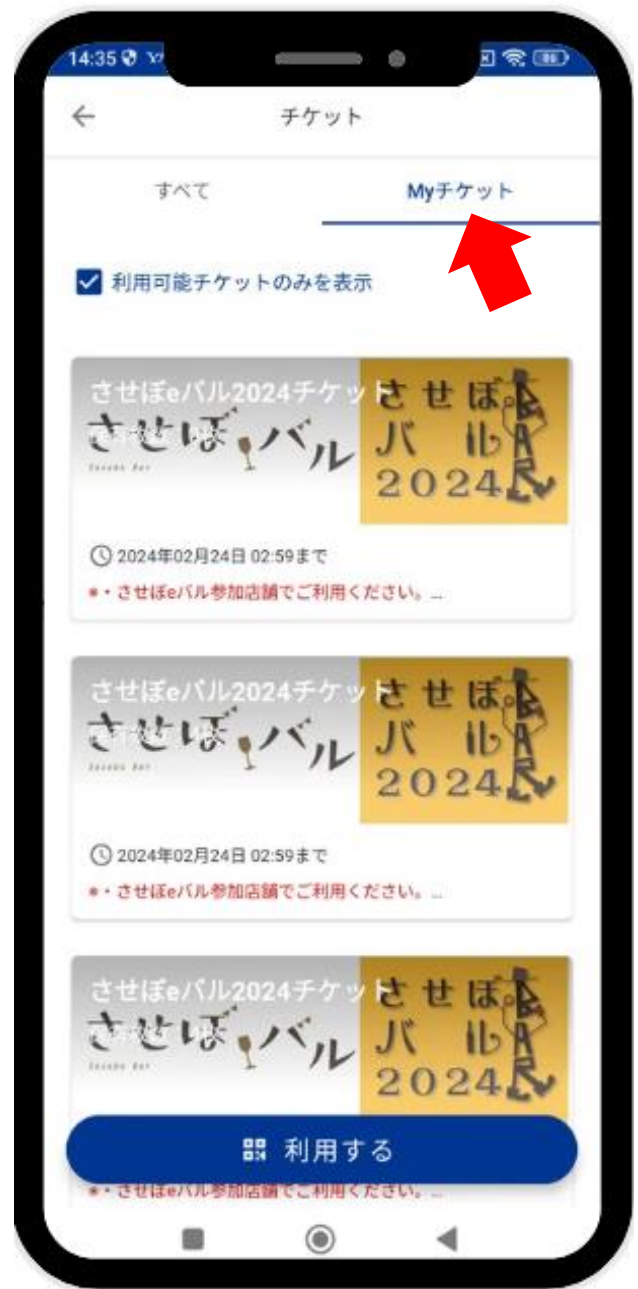 14:35
チケット
すべて
Myチケット
利用可能チケットのみを表示
させぼeバル2024チケット
させぼ バル
Sasebo Bar
させぼ
バル
2024
BAR
2024年02月24日 02:59まで
※・させぼeバル参加店舗でご利用ください。…
させぼeバル2024チケット
させぼ バル
Sasebo Bar
させぼ
バル
2024
BAR
2024年02月24日 02:59まで
※・させぼeバル参加店舗でご利用ください。…
させぼeバル2024チケット
させぼ バル
Sasebo Bar
させぼ
バル
2024
BAR
利用する
※・させぼeバル参加店舗でご利用ください。…